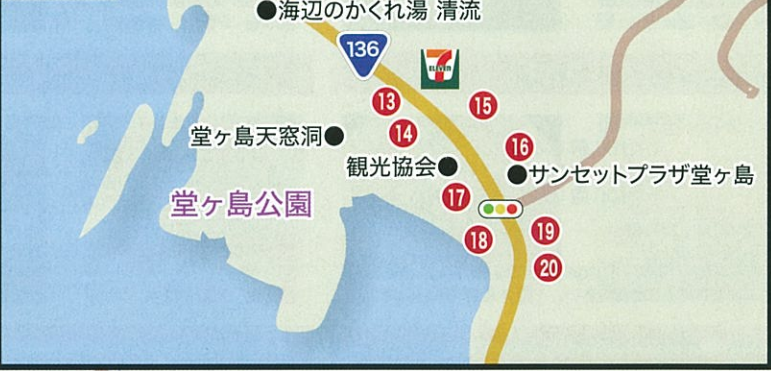 ●海辺のかくれ湯 清流
136
ELEVEN
13
15
14
堂ヶ島天窓洞●
16
観光協会●
●サンセットプラザ堂ヶ島
17
堂ヶ島公園
18
19
20